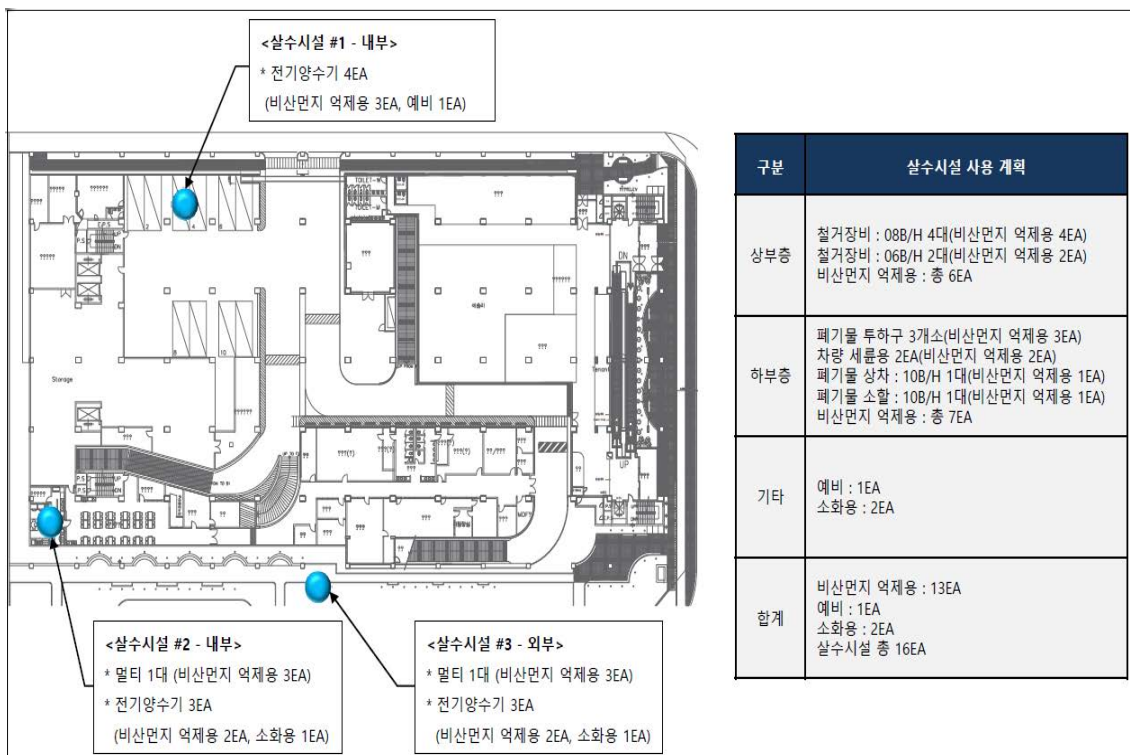 <살수시설 #1 - 내부>
* 전기양수기 4EA
(비산먼지 억제용 3EA, 예비 1EA)
구분
살수시설 사용 계획
상부층
철거장비 : 08B/H 4대(비산먼지 억제용 4EA)
철거장비 : 06B/H 2대(비산먼지 억제용 2EA)
비산먼지 억제용 : 총 6EA
하부층
폐기물 투하구 3개소(비산먼지 억제용 3EA)
차량 세륜용 2EA(비산먼지 억제용 2EA)
폐기물 상차 : 10B/H 1대(비산먼지 억제용 1EA)
폐기물 소할 : 10B/H 1대(비산먼지 억제용 1EA)
비산먼지 억제용 : 총 7EA
기타
예비 : 1EA
소화용 : 2EA
합계
비산먼지 억제용 : 13EA
예비 : 1EA
소화용 : 2EA
살수시설 총 16EA
TOILET-W
TOILET-M
2
4
6
8
10
P.S
UP
DN
Storage
DN
UP
P.S
UP
DN
<살수시설 #2 - 내부>
* 멀티 1대 (비산먼지 억제용 3EA)
* 전기양수기 3EA
(비산먼지 억제용 2EA, 소화용 1EA)
<살수시설 #3 - 외부>
* 멀티 1대 (비산먼지 억제용 3EA)
* 전기양수기 3EA
(비산먼지 억제용 2EA, 소화용 1EA)